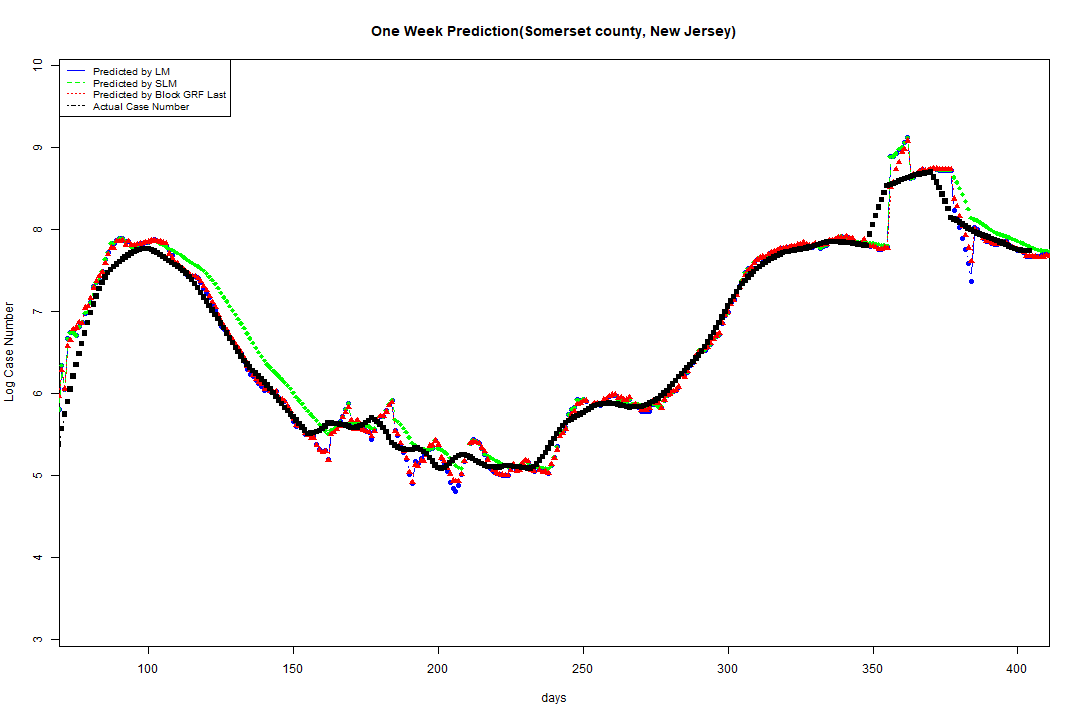 One Week Prediction(Somerset county, New Jersey)
Predicted by LM
Predicted by SLM
Predicted by Block GRF Last
Actual Case Number
Log Case Number
10
9
8
7
6
5
4
3
100 150 200 250 300 350 400
days